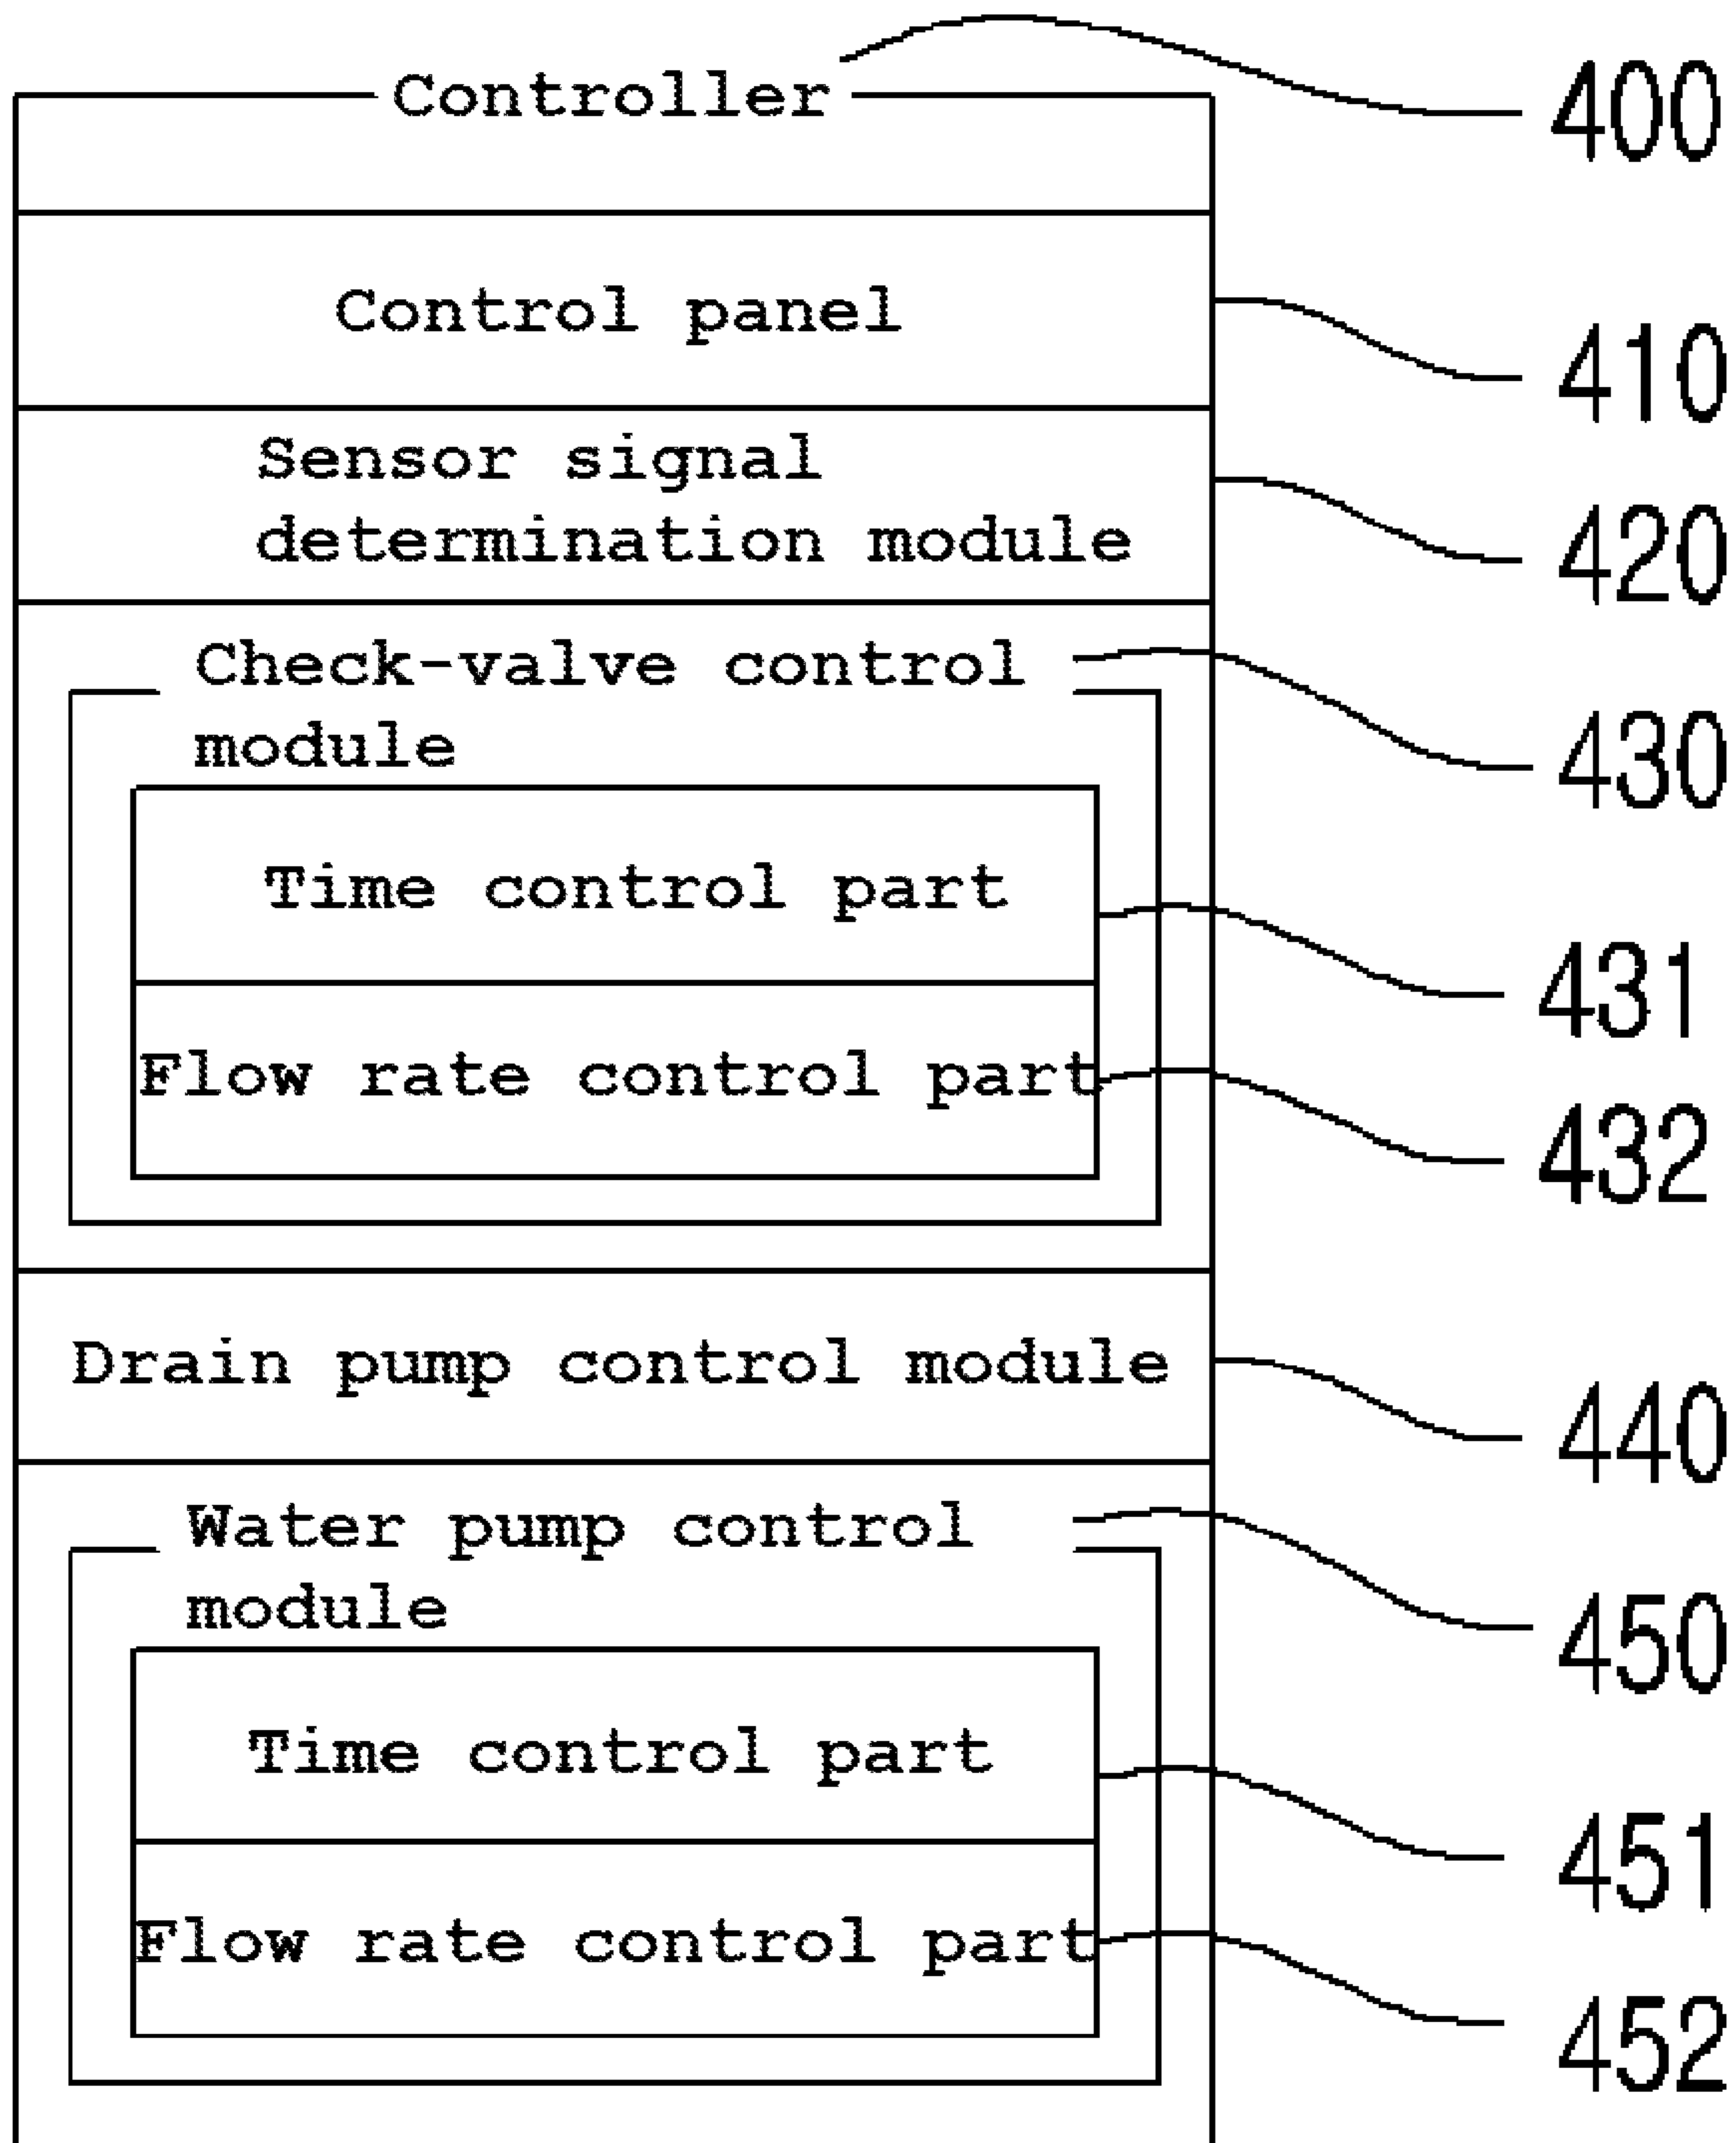 Controller
400
Control panel
410
Sensor signal
determination module
420
Check-valve control
module
430
Time control part
431
Flow rate control part
432
Drain pump control module
440
Water pump control
module
450
Time control part
451
Flow rate control part
452